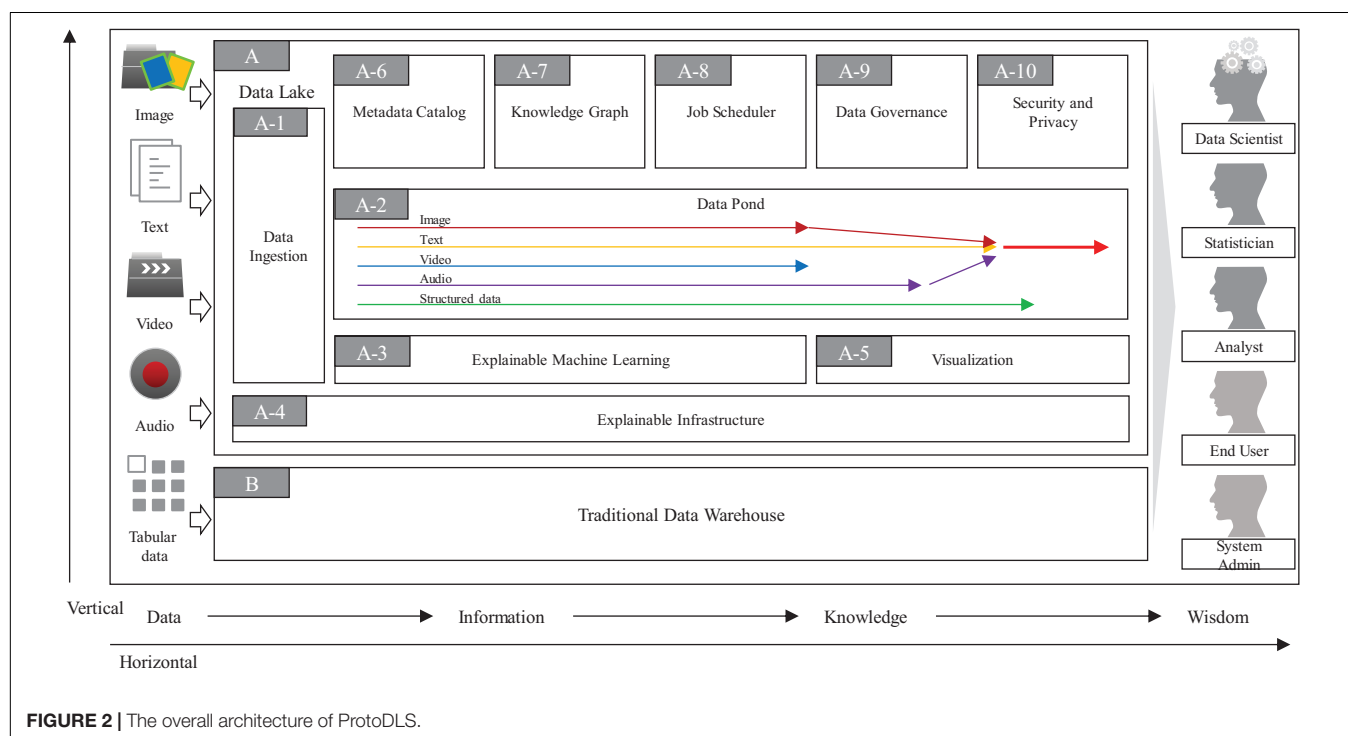 Image
Text
Video
Audio
Tabular
data
A
Data Lake
A-1
Data
Ingestion
A-6
Metadata Catalog
A-7
Knowledge Graph
A-8
Job Scheduler
A-9
Data Governance
A-10
Security and
Privacy
A-2
Data Pond
Image
Text
Video
Audio
Structured data
A-3
Explainable Machine Learning
A-5
Visualization
A-4
Explainable Infrastructure
B
Traditional Data Warehouse
Data Scientist
Statistician
Analyst
End User
System
Admin
Vertical
Data
Information
Knowledge
Wisdom
Horizontal
FIGURE 2 | The overall architecture of ProtoDLS.